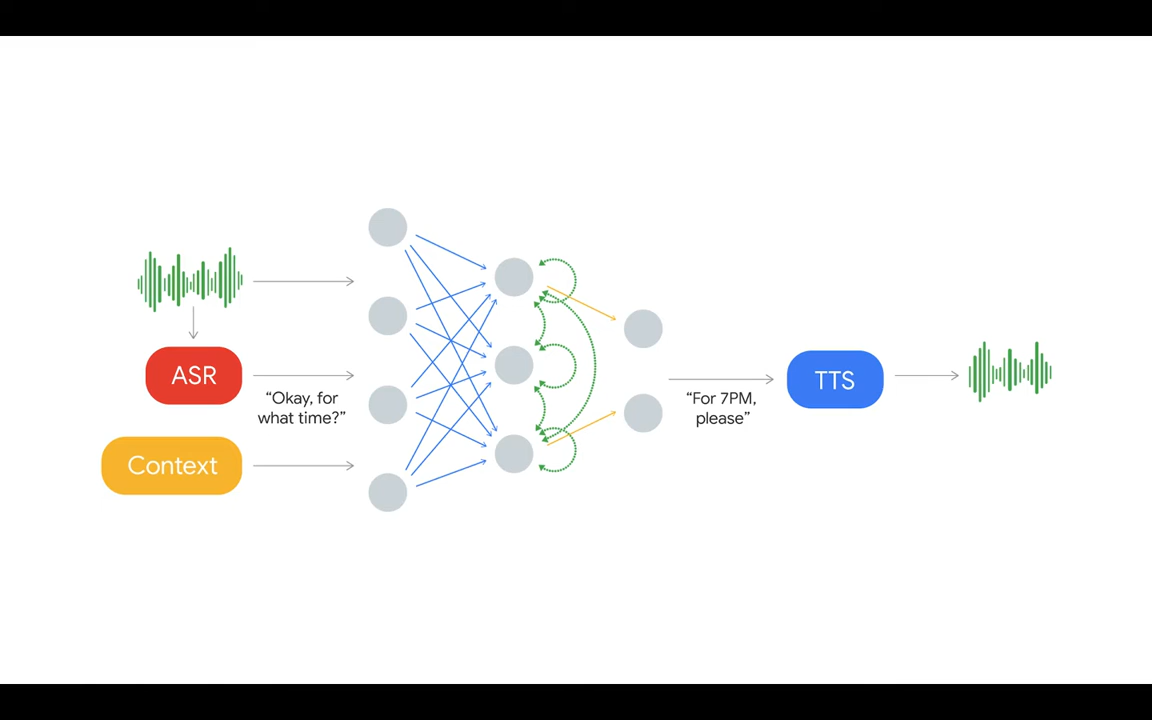 ASR
“Okay, for
what time?”
Context
“For 7PM,
please”
TTS